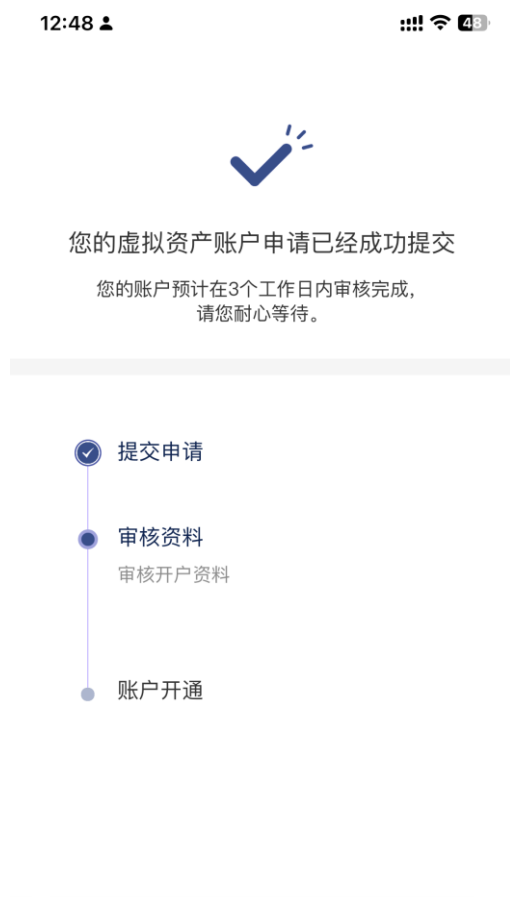 12:48
48
您的虚拟资产账户申请已经成功提交
您的账户预计在3个工作日内审核完成，
请您耐心等待。
提交申请
审核资料
审核开户资料
账户开通